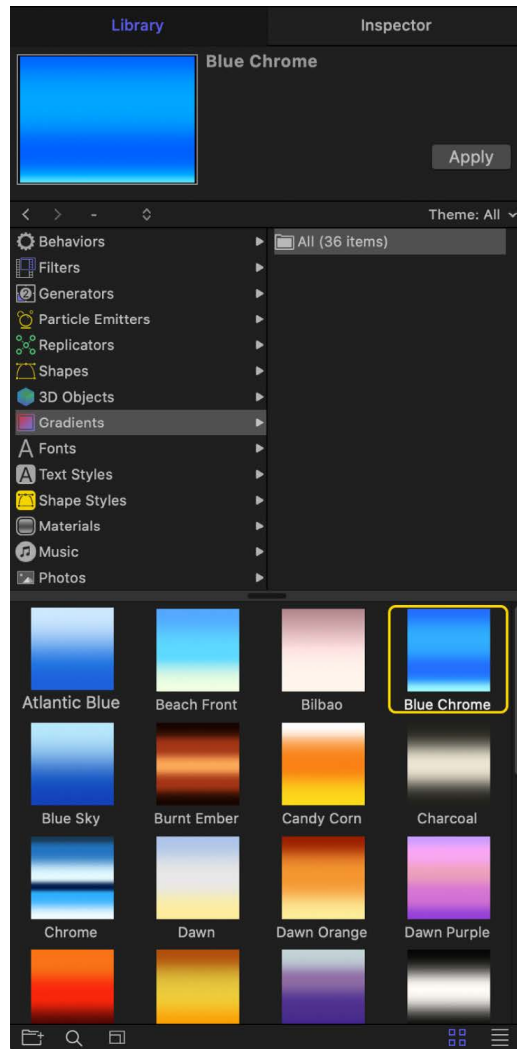 Library Inspector
Blue Chrome
Apply
Theme: All
Behaviors
All (36 items)
Filters
2 Generators
Particle Emitters
Replicators
Shapes
3D Objects
Gradients
A Fonts
A Text Styles
Shape Styles
Materials
Music
Photos
Atlantic Blue Beach Front Bilbao Blue Chrome
Blue Sky Burnt Ember Candy Corn Charcoal
Chrome Dawn Dawn Orange Dawn Purple